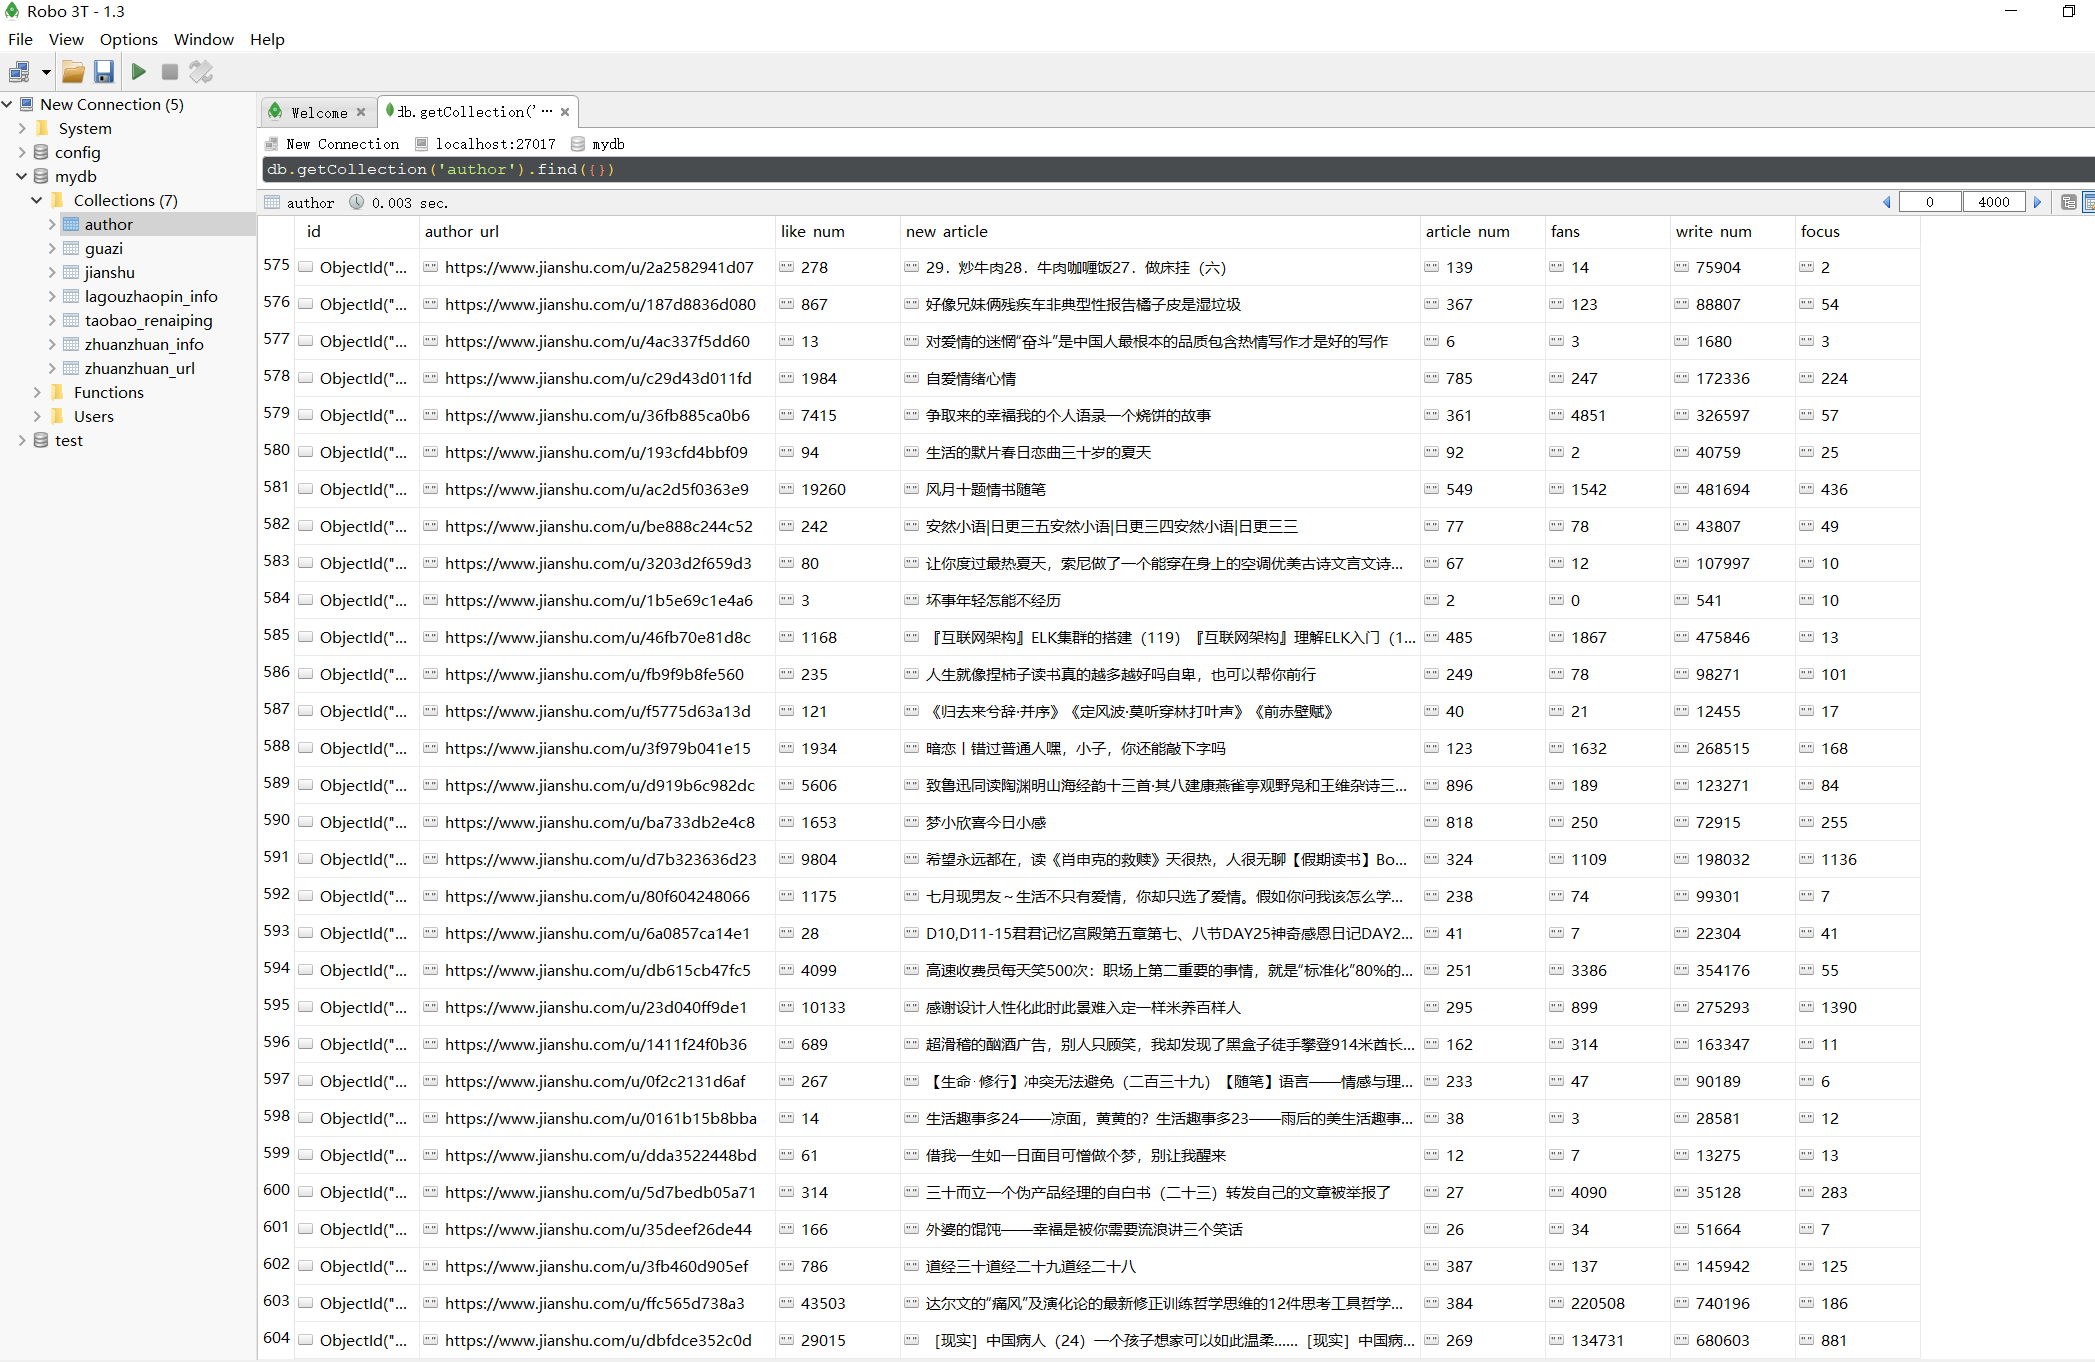 Robo 3T - 1.3
File View Options Window Help
New Connection (5)
System
config
mydb
Collections (7)
author
guazi
jianshu
lagouzhaopin_info
taobao_renaiping
zhuanzhuan_info
zhuanzhuan_url
Functions
Users
test
Welcome db.getCollection('...
New Connection localhost:27017 mydb
db.getCollection('author').find({})
author 0.003 sec. 0 4000
id author url like num new article article num fans write num focus
575 ObjectId("... https://www.jianshu.com/u/2a2582941d07 278 29．炒牛肉28．牛肉咖喱饭27．做床挂（六） 139 14 75904 2
576 ObjectId("... https://www.jianshu.com/u/187d8836d080 867 好像兄妹俩残疾车非典型性报告橘子皮是湿垃圾 367 123 88807 54
577 ObjectId("... https://www.jianshu.com/u/4ac337f5dd60 13 对爱情的迷惘“奋斗”是中国人最根本的品质包含热情写作才是好的写作 6 3 1680 3
578 ObjectId("... https://www.jianshu.com/u/c29d43d011fd 1984 自爱情绪心情 785 247 172336 224
579 ObjectId("... https://www.jianshu.com/u/36fb885ca0b6 7415 争取来的幸福我的个人语录一个烧饼的故事 361 4851 326597 57
580 ObjectId("... https://www.jianshu.com/u/193cfd4bbf09 94 生活的默片春日恋曲三十岁的夏天 92 2 40759 25
581 ObjectId("... https://www.jianshu.com/u/ac2d5f0363e9 19260 风月十题情书随笔 549 1542 481694 436
582 ObjectId("... https://www.jianshu.com/u/be888c244c52 242 安然小语|日更三五安然小语|日更三四安然小语|日更三三 77 78 43807 49
583 ObjectId("... https://www.jianshu.com/u/3203d2f659d3 80 让你度过最热夏天，索尼做了一个能穿在身上的空调优美古诗文言文诗... 67 12 107997 10
584 ObjectId("... https://www.jianshu.com/u/1b5e69c1e4a6 3 坏事年轻怎能不经历 2 0 541 10
585 ObjectId("... https://www.jianshu.com/u/46fb70e81d8c 1168 『互联网架构』ELK集群的搭建（119）『互联网架构』理解ELK入门（1... 485 1867 475846 13
586 ObjectId("... https://www.jianshu.com/u/fb9f9b8fe560 235 人生就像捏柿子读书真的越多越好吗自卑，也可以帮你前行 249 78 98271 101
587 ObjectId("... https://www.jianshu.com/u/f5775d63a13d 121 《归去来兮辞·并序》《定风波·莫听穿林打叶声》《前赤壁赋》 40 21 12455 17
588 ObjectId("... https://www.jianshu.com/u/3f979b041e15 1934 暗恋丨错过普通人嘿，小子，你还能敲下字吗 123 1632 268515 168
589 ObjectId("... https://www.jianshu.com/u/d919b6c982dc 5606 致鲁迅同读陶渊明山海经韵十三首·其八建康燕雀亭观野凫和王维杂诗三... 896 189 123271 84
590 ObjectId("... https://www.jianshu.com/u/ba733db2e4c8 1653 梦小欣喜今日小感 818 250 72915 255
591 ObjectId("... https://www.jianshu.com/u/d7b323636d23 9804 希望永远都在，读《肖申克的救赎》天很热，人很无聊【假期读书】Bo... 324 1109 198032 1136
592 ObjectId("... https://www.jianshu.com/u/80f604248066 1175 七月现男友～生活不只有爱情，你却只选了爱情。假如你问我该怎么学... 238 74 99301 7
593 ObjectId("... https://www.jianshu.com/u/6a0857ca14e1 28 D10,D11-15君君记忆宫殿第五章第七、八节DAY25神奇感恩日记DAY2... 41 7 22304 41
594 ObjectId("... https://www.jianshu.com/u/db615cb47fc5 4099 高速收费员每天笑500次：职场上第二重要的事情，就是“标准化”80%的... 251 3386 354176 55
595 ObjectId("... https://www.jianshu.com/u/23d040ff9de1 10133 感谢设计人性化此时此景难入定一样米养百样人 295 899 275293 1390
596 ObjectId("... https://www.jianshu.com/u/1411f24f0b36 689 超滑稽的酗酒广告，别人只顾笑，我却发现了黑盒子徒手攀登914米酋长... 162 314 163347 11
597 ObjectId("... https://www.jianshu.com/u/0f2c2131d6af 267 【生命·修行】冲突无法避免（二百三十九）【随笔】语言——情感与理... 233 47 90189 6
598 ObjectId("... https://www.jianshu.com/u/0161b15b8bba 14 生活趣事多24——凉面，黄黄的？生活趣事多23——雨后的美生活趣事... 38 3 28581 12
599 ObjectId("... https://www.jianshu.com/u/dda3522448bd 61 借我一生如一日面目可憎做个梦，别让我醒来 12 7 13275 13
600 ObjectId("... https://www.jianshu.com/u/5d7bedb05a71 314 三十而立一个伪产品经理的自白书（二十三）转发自己的文章被举报了 27 4090 35128 283
601 ObjectId("... https://www.jianshu.com/u/35deef26de44 166 外婆的馄饨——幸福是被你需要流浪讲三个笑话 26 34 51664 7
602 ObjectId("... https://www.jianshu.com/u/3fb460d905ef 786 道经三十道经二十九道经二十八 387 137 145942 125
603 ObjectId("... https://www.jianshu.com/u/ffc565d738a3 43503 达尔文的“痛风”及演化论的最新修正训练哲学思维的12件思考工具哲学... 384 220508 740196 186
604 ObjectId("... https://www.jianshu.com/u/dbfdce352c0d 29015 ［现实］中国病人（24）一个孩子想家可以如此温柔......［现实］中国病... 269 134731 680603 881